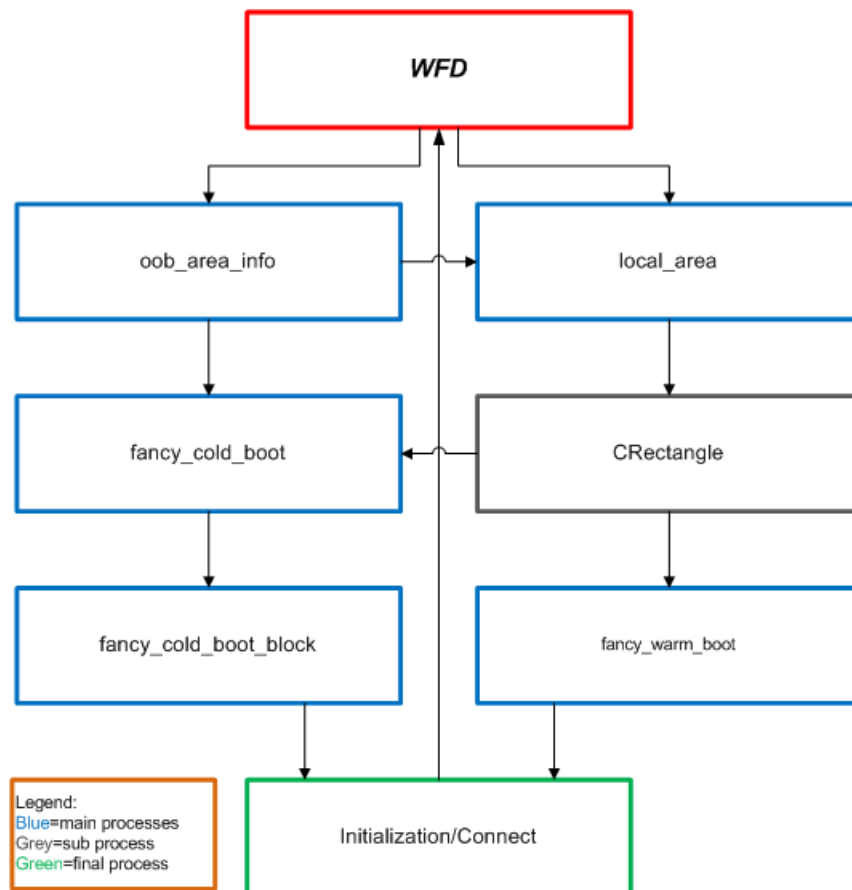 WFD
oob_area_info
local_area
fancy_cold_boot
CRectangle
fancy_cold_boot_block
fancy_warm_boot
Legend:
Blue=main processes
Grey=sub process
Green=final process
Initialization/Connect